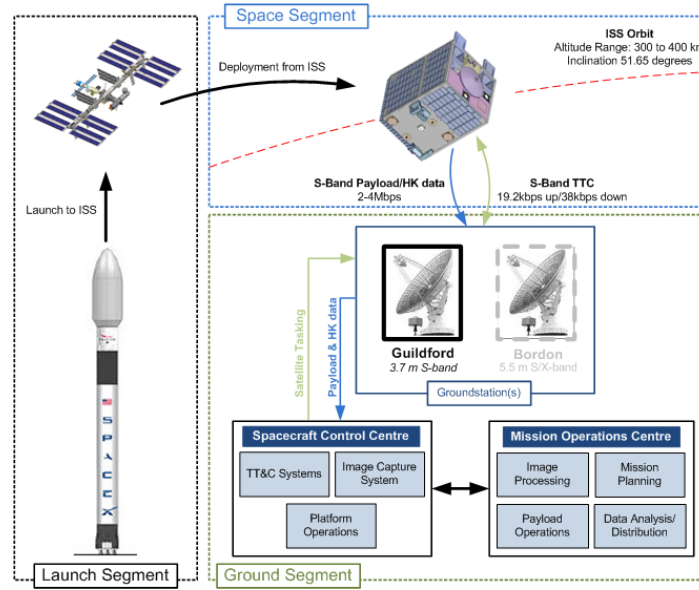 Space Segment
ISS Orbit
Altitude Range: 300 to 400 km
Inclination 51.65 degrees
Deployment from ISS
Launch to ISS
S-Band Payload/HK data
2-4Mbps
S-Band TTC
19.2kbps up/38kbps down
Guildford
3.7 m S-band
Bordon
5.5 m S/X-band
Groundstation(s)
Satellite Tasking
Payload & HK data
Spacecraft Control Centre
TT&C Systems
Image Capture
System
Platform
Operations
Mission Operations Centre
Image
Processing
Mission
Planning
Payload Operations
Data Analysis/
Distribution
SPACEX
Launch Segment
Ground Segment